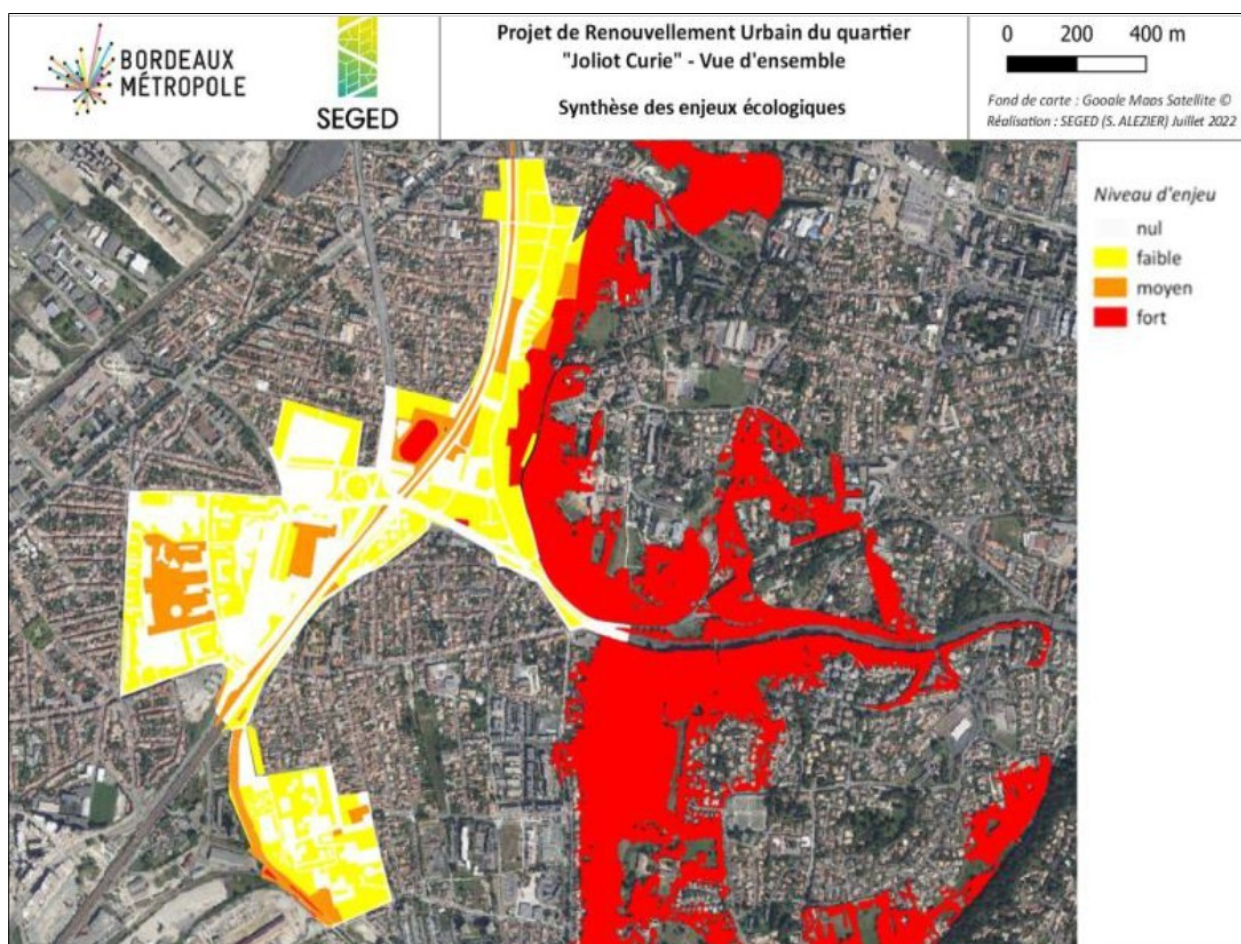 BORDEAUX
MÉTROPOLE
SEGED
Projet de Renouvellement Urbain du quartier
"Joliot Curie" - Vue d'ensemble
Synthèse des enjeux écologiques
0 200 400 m
Fond de carte : Google Maps Satellite ©
Réalisation : SEGED (S. ALEZIER) Juillet 2022
Niveau d'enjeu
nul
faible
moyen
fort